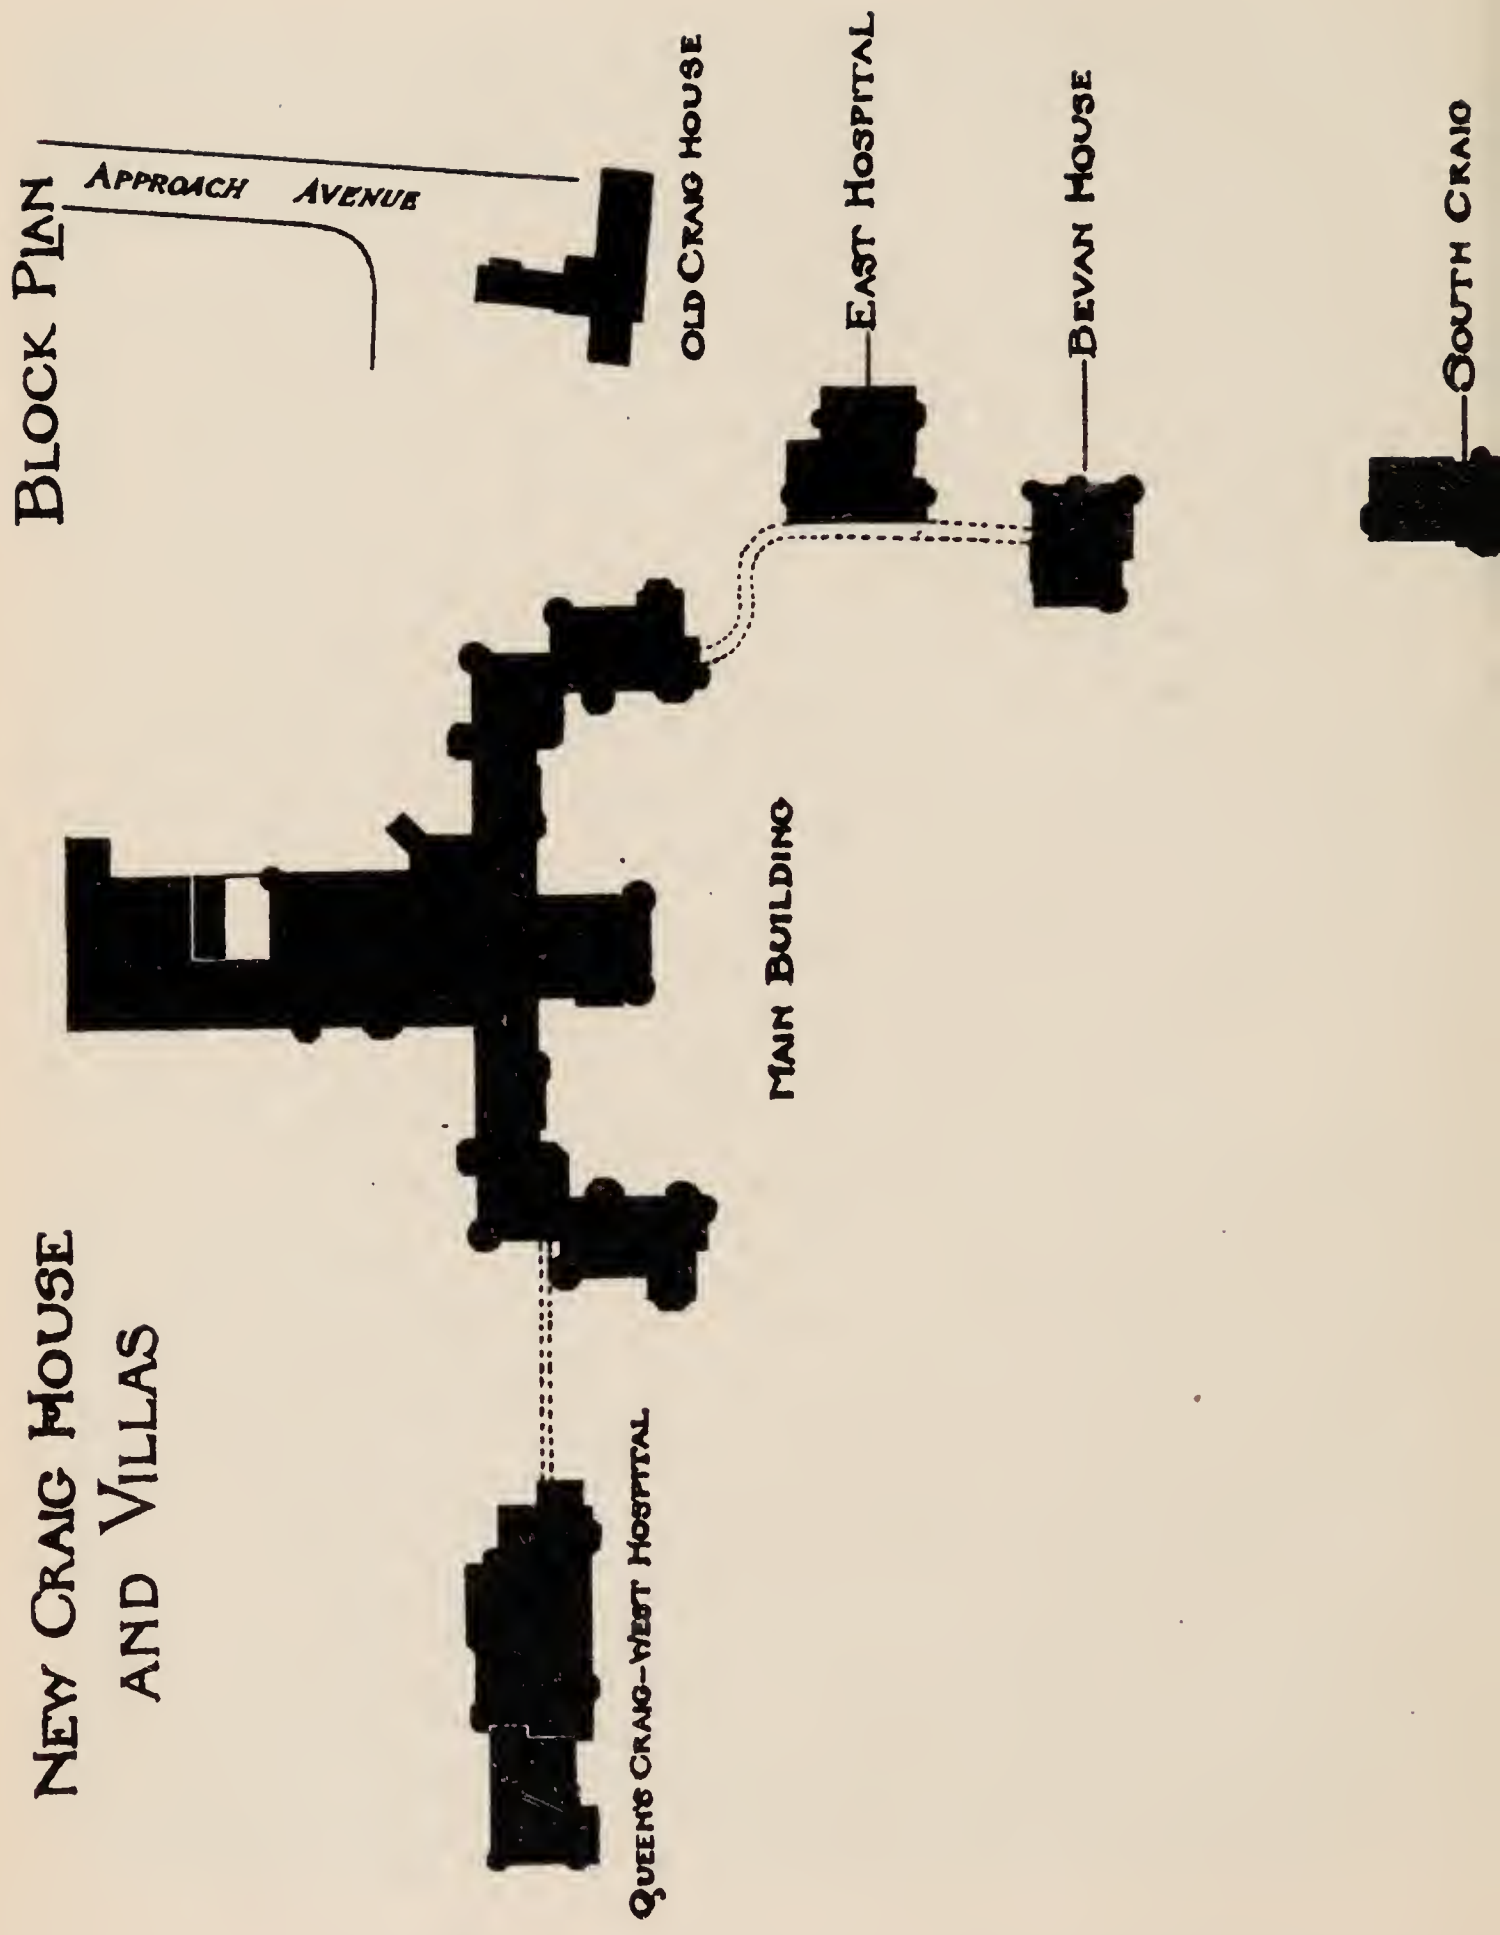 NEW CRAIG HOUSE
AND VILLAS
BLOCK PLAN
APPROACH AVENUE
OLD CRAIG HOUSE
EAST HOSPITAL
BEVAN HOUSE
SOUTH CRAIG
MAIN BUILDING
QUEEN'S CRAIG-WEST HOSPITAL